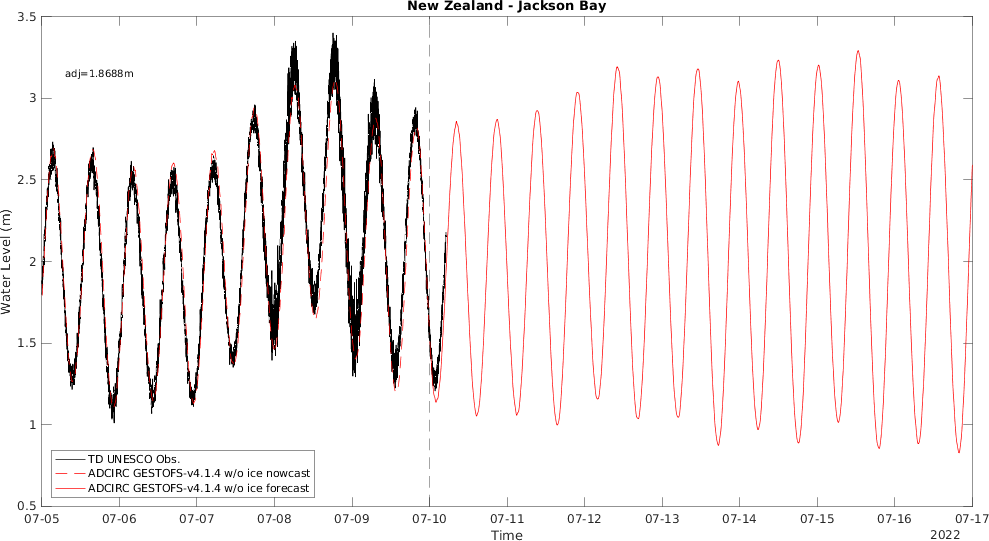 New Zealand - Jackson Bay
3.5
3
2.5
2
1.5
1
0.5
Water Level (m)
adj=1.8688m
TD UNESCO Obs.
ADCIRC GESTOFS-v4.1.4 w/o ice nowcast
ADCIRC GESTOFS-v4.1.4 w/o ice forecast
07-05 07-06 07-07 07-08 07-09 07-10 07-11 07-12 07-13 07-14 07-15 07-16 07-17
Time
2022